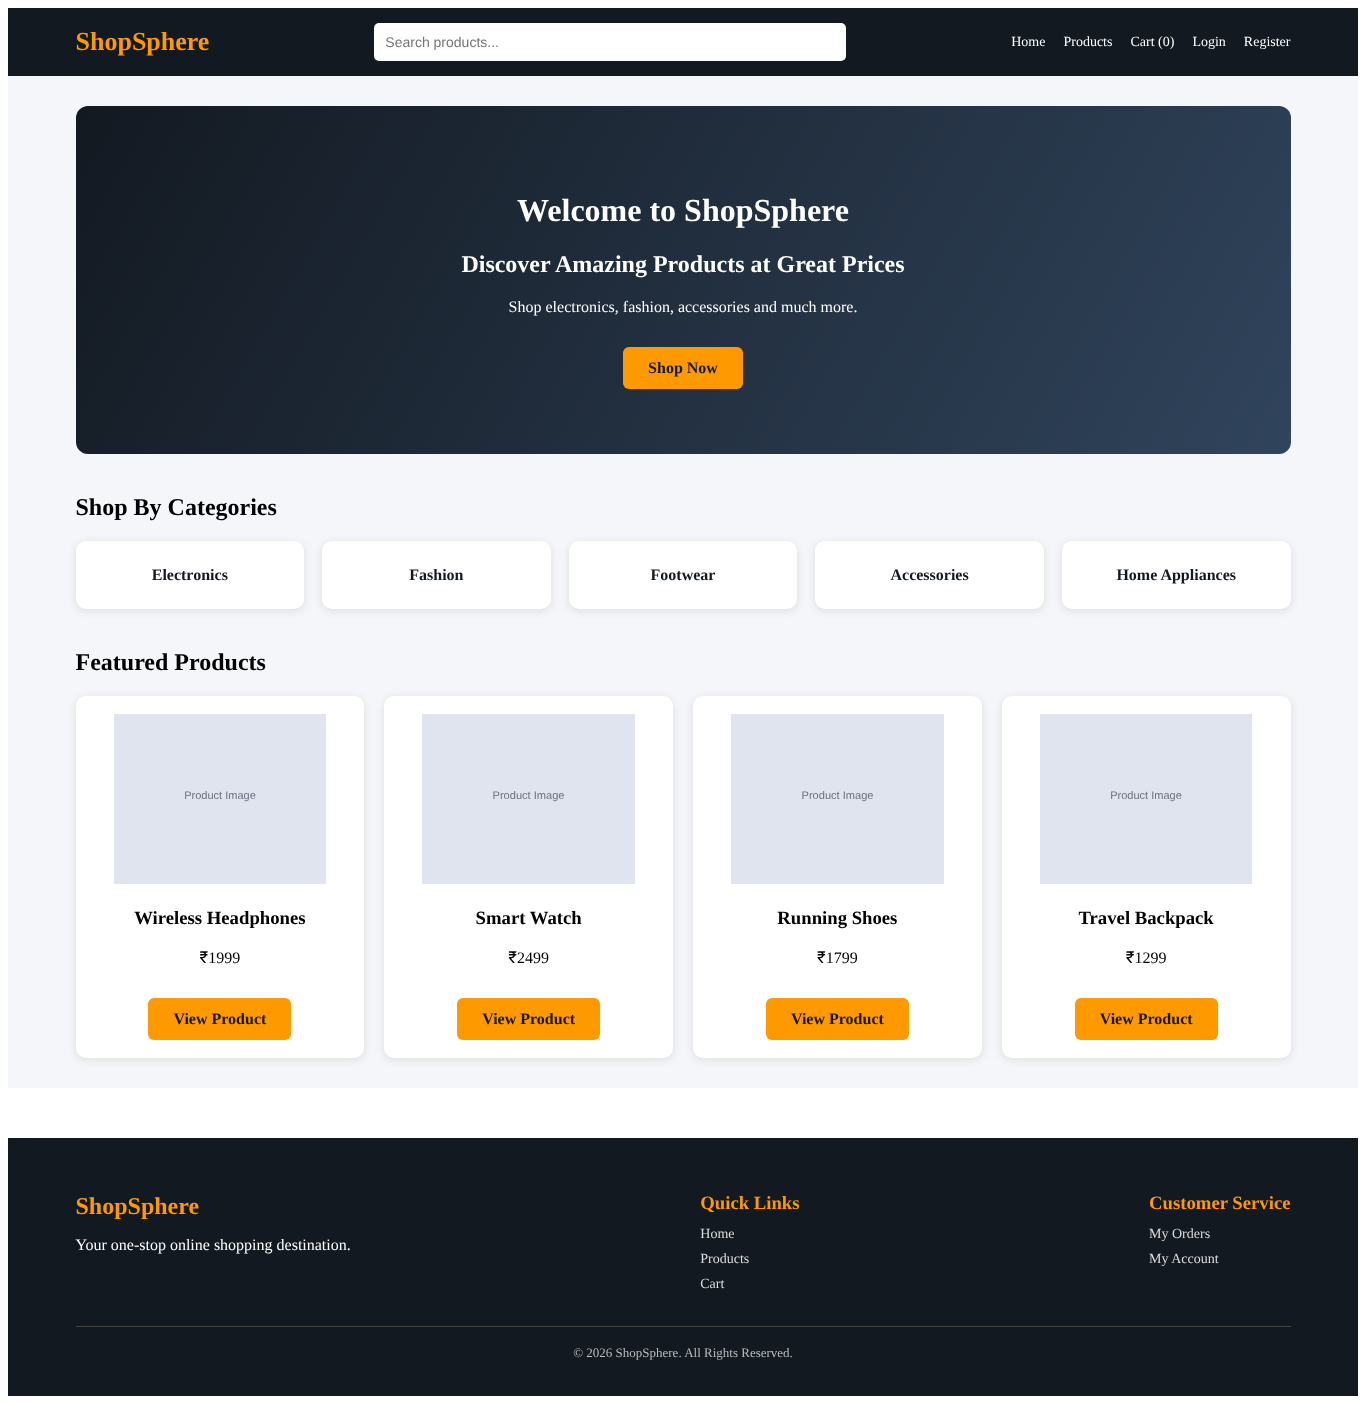 ShopSphere
Search products...
Home Products Cart (0) Login Register
Welcome to ShopSphere
Discover Amazing Products at Great Prices
Shop electronics, fashion, accessories and much more.
Shop Now
Shop By Categories
Electronics
Fashion
Footwear
Accessories
Home Appliances
Featured Products
Product Image
Wireless Headphones
₹1999
View Product
Product Image
Smart Watch
₹2499
View Product
Product Image
Running Shoes
₹1799
View Product
Product Image
Travel Backpack
₹1299
View Product
ShopSphere
Your one-stop online shopping destination.
Quick Links
Home
Products
Cart
Customer Service
My Orders
My Account
© 2026 ShopSphere. All Rights Reserved.